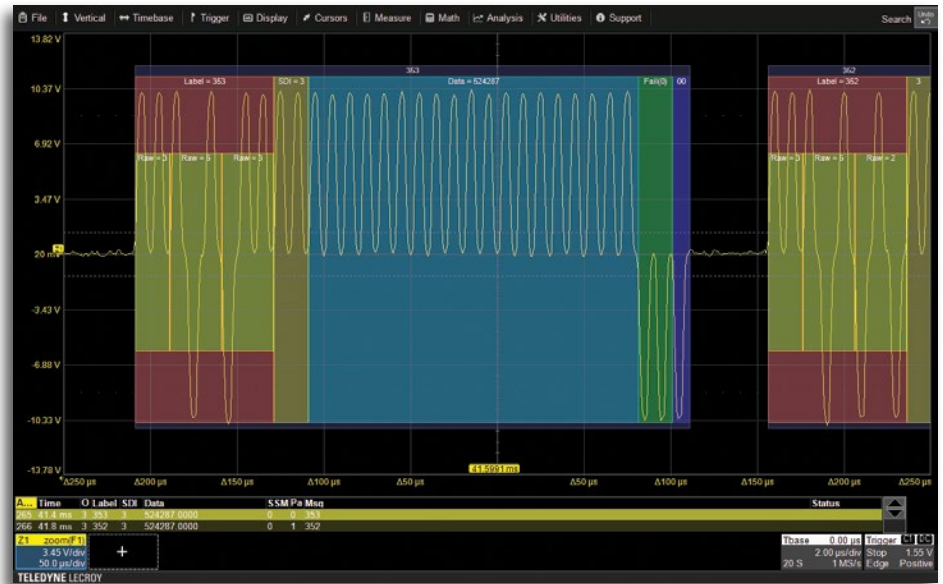 File Vertical Timebase Trigger Display Cursors Measure Math Analysis Utilities Support Search Undo
13.82 V
353 352
Label = 353 SDI = 3 Data = 524287 Fail(0) 00 Label = 352 3
10.37 V
6.92 V
Raw = 3 Raw = 5 Raw = 3 Raw = 3 Raw = 5 Raw = 2
3.47 V
Z1
20 mV
-3.43 V
-6.88 V
-10.33 V
41.5991 ms
-13.78 V
Δ250 µs Δ200 µs Δ150 µs Δ100 µs Δ50 µs Δ50 µs Δ100 µs Δ150 µs Δ200 µs Δ250 µs
A... Time O Label SDI Data SSM Pa Msg Status
265 41.4 ms 3 353 3 524287.0000 0 0 353
266 41.8 ms 3 352 3 524287.0000 0 1 352
Z1 zoom(F1) Tbase 0.00 µs Trigger C1 DC
3.45 V/div 2.00 µs/div Stop 1.55 V
50.0 µs/div 20 S 1 MS/s Edge Positive
TELEDYNE LECROY